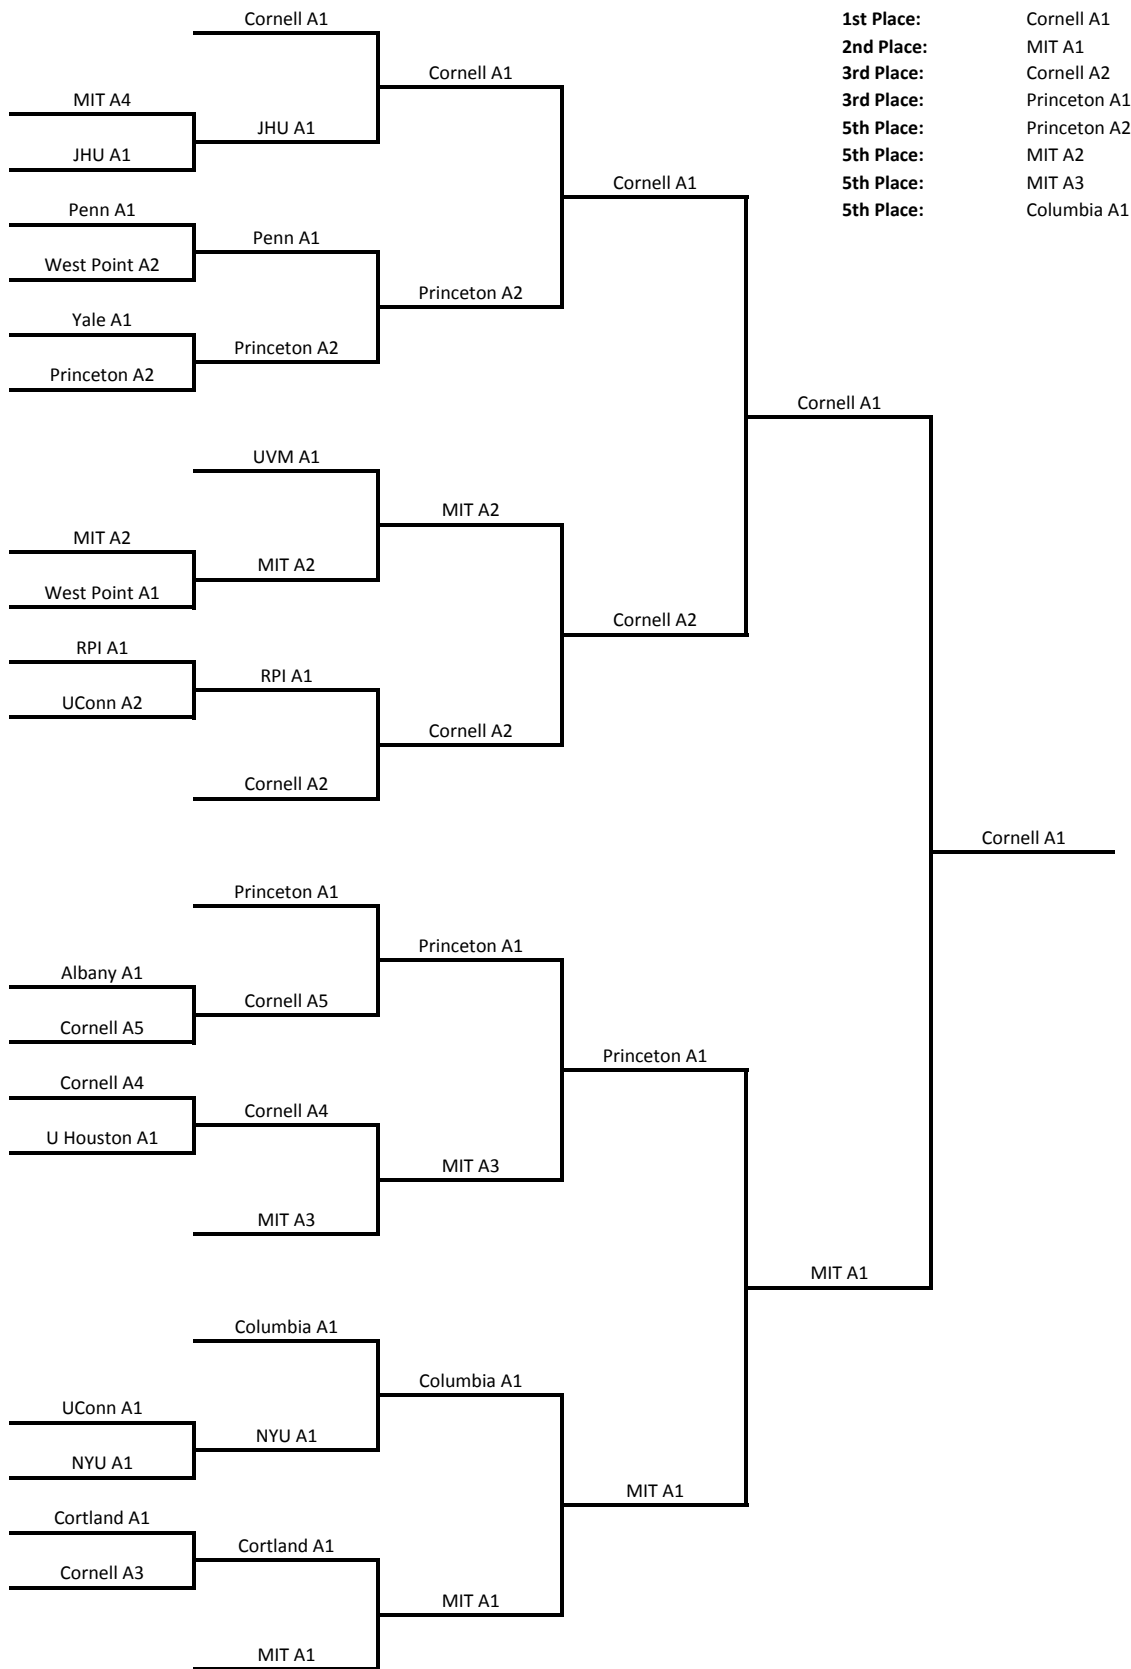 Cornell A1
1st Place: Cornell A1
2nd Place: MIT A1
Cornell A1
3rd Place: Cornell A2
MIT A4
3rd Place: Princeton A1
JHU A1
5th Place: Princeton A2
JHU A1
5th Place: MIT A2
Cornell A1
5th Place: MIT A3
Penn A1
5th Place: Columbia A1
Penn A1
West Point A2
Princeton A2
Yale A1
Princeton A2
Princeton A2
Cornell A1
UVM A1
MIT A2
MIT A2
MIT A2
West Point A1
Cornell A2
RPI A1
RPI A1
UConn A2
Cornell A2
Cornell A2
Cornell A1
Princeton A1
Princeton A1
Albany A1
Cornell A5
Cornell A5
Princeton A1
Cornell A4
Cornell A4
U Houston A1
MIT A3
MIT A3
MIT A1
Columbia A1
Columbia A1
UConn A1
NYU A1
NYU A1
MIT A1
Cortland A1
Cortland A1
Cornell A3
MIT A1
MIT A1